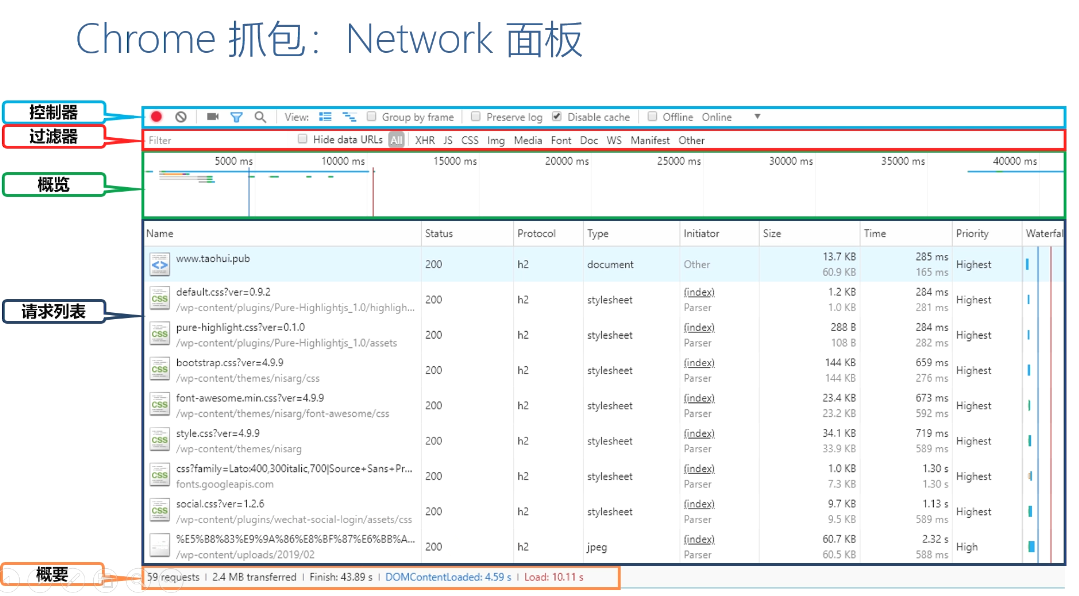 Chrome 抓包：Network 面板
控制器
View: Group by frame Preserve log Disable cache Offline Online
过滤器
Filter Hide data URLs All XHR JS CSS Img Media Font Doc WS Manifest Other
概览
5000 ms 10000 ms 15000 ms 20000 ms 25000 ms 30000 ms 35000 ms 40000 ms
请求列表
Name Status Protocol Type Initiator Size Time Priority Waterfal
www.taohui.pub 200 h2 document Other 13.7 KB 285 ms Highest
60.9 KB 165 ms
default.css?ver=0.9.2 200 h2 stylesheet (index) 1.2 KB 284 ms Highest
/wp-content/plugins/Pure-Highlightjs_1.0/highligh... Parser 1.0 KB 281 ms
pure-highlight.css?ver=0.1.0 200 h2 stylesheet (index) 288 B 284 ms Highest
/wp-content/plugins/Pure-Highlightjs_1.0/assets Parser 108 B 282 ms
bootstrap.css?ver=4.9.9 200 h2 stylesheet (index) 144 KB 659 ms Highest
/wp-content/themes/nisarg/css Parser 144 KB 276 ms
font-awesome.min.css?ver=4.9.9 200 h2 stylesheet (index) 23.4 KB 673 ms Highest
/wp-content/themes/nisarg/font-awesome/css Parser 23.2 KB 592 ms
style.css?ver=4.9.9 200 h2 stylesheet (index) 34.1 KB 719 ms Highest
/wp-content/themes/nisarg Parser 33.9 KB 589 ms
css?family=Lato:400,300italic,700|Source+Sans+Pr... 200 h2 stylesheet (index) 1.0 KB 1.30 s Highest
fonts.googleapis.com Parser 7.3 KB 1.30 s
social.css?ver=1.2.6 200 h2 stylesheet (index) 9.7 KB 1.13 s Highest
/wp-content/plugins/wechat-social-login/assets/css Parser 9.5 KB 589 ms
%E5%B8%83%E9%9A%86%E8%BF%87%E6%BB%A... 200 h2 jpeg (index) 60.7 KB 2.32 s High
/wp-content/uploads/2019/02 Parser 60.5 KB 588 ms
概要
59 requests | 2.4 MB transferred | Finish: 43.89 s | DOMContentLoaded: 4.59 s | Load: 10.11 s